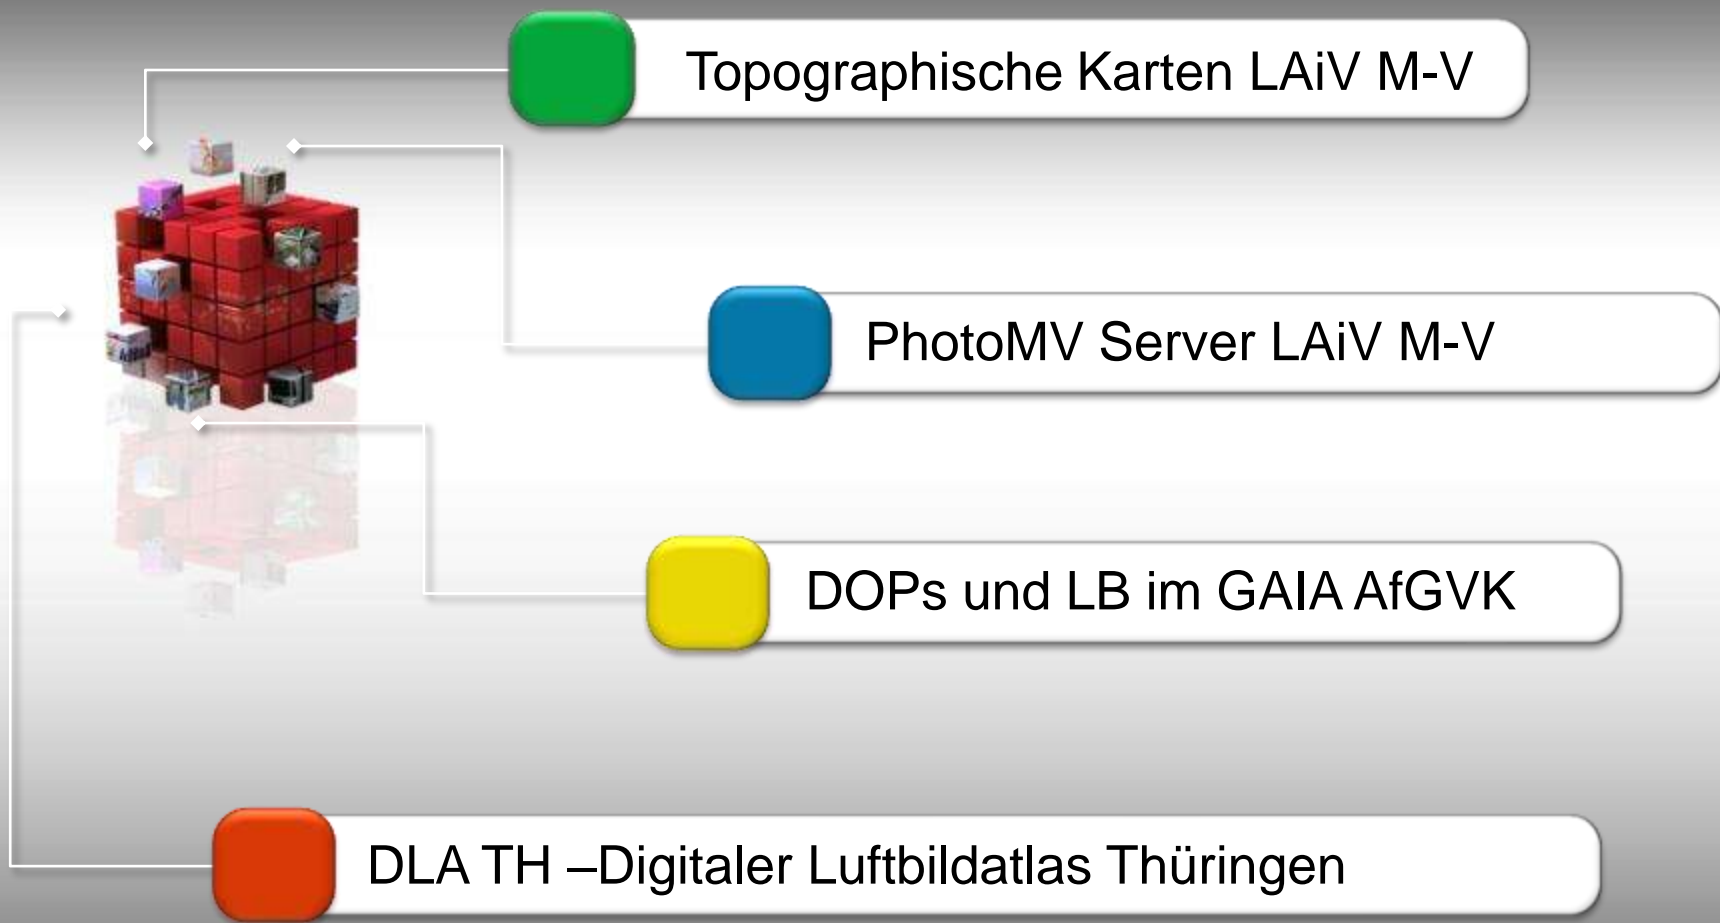 Topographische Karten LAiV M-V
PhotoMV Server LAiV M-V
DOPs und LB im GAIA AfGVK
DLA TH –Digitaler Luftbildatlas Thüringen